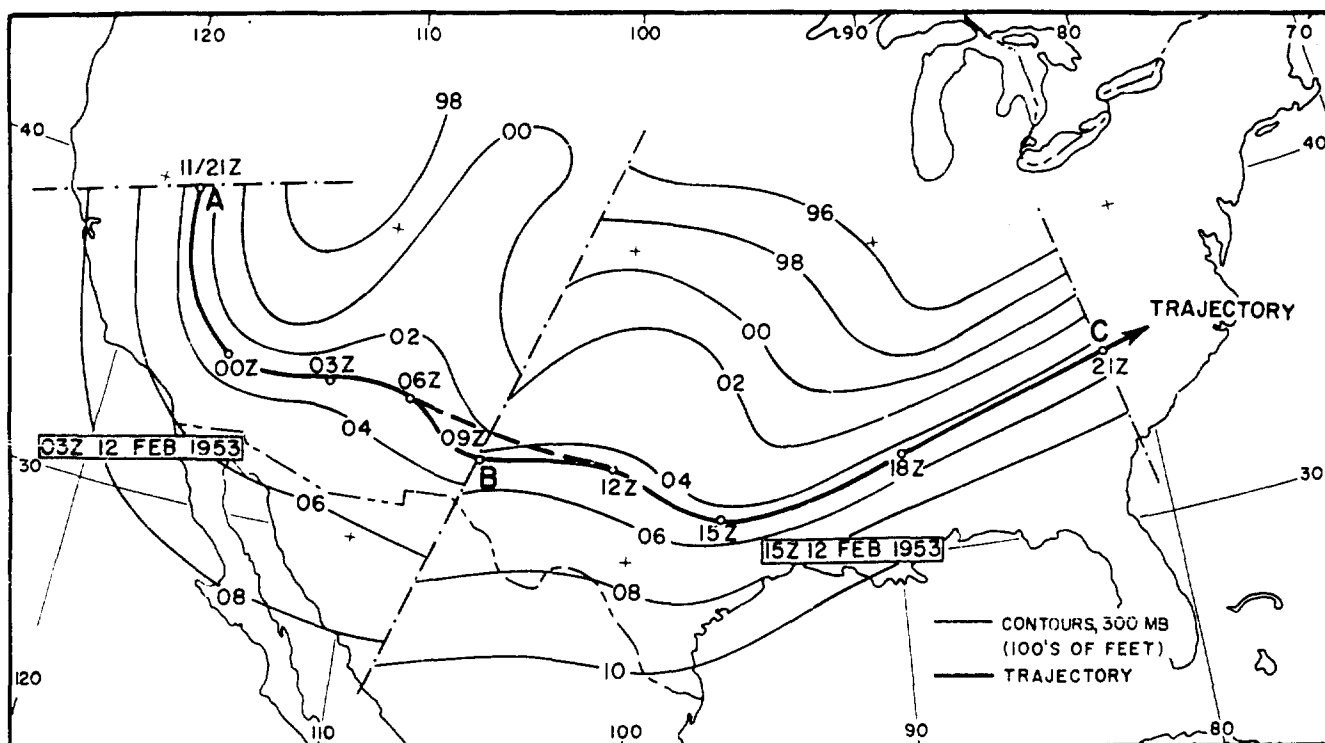 120 110 100 90 80 70
98
00
40
40
11/21Z
A
96
98
TRAJECTORY
00
C
02
02
00Z
03Z
06Z
21Z
04
09Z
03Z 12 FEB 1953
04
18Z
30
B
12Z
30
06
06
15Z
15Z 12 FEB 1953
08
08
CONTOURS, 300 MB
(100'S OF FEET)
10
TRAJECTORY
120
110 100 90 80